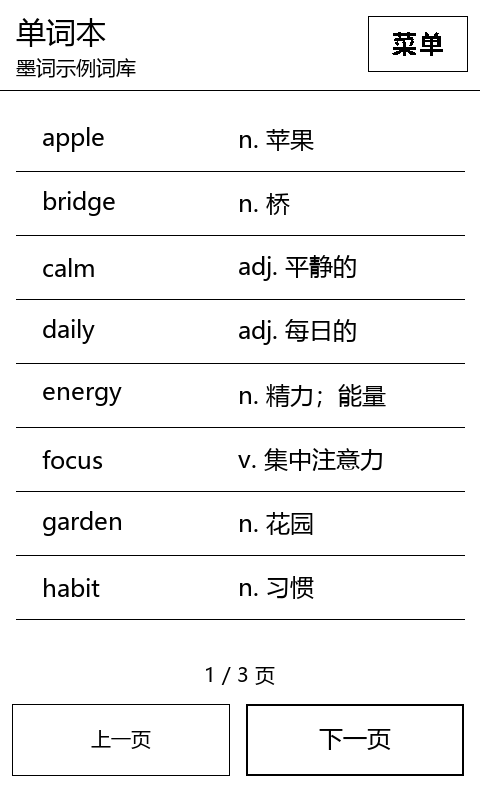 单词本
菜单
墨词示例词库
apple n. 苹果
bridge n. 桥
calm adj. 平静的
daily adj. 每日的
energy n. 精力；能量
focus v. 集中注意力
garden n. 花园
habit n. 习惯
1 / 3 页
上一页 下一页